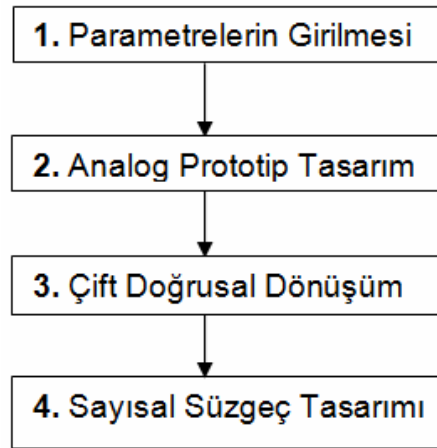 1. Parametrelerin Girilmesi
2. Analog Prototip Tasarım
3. Çift Doğrusal Dönüşüm
4. Sayısal Süzgeç Tasarımı